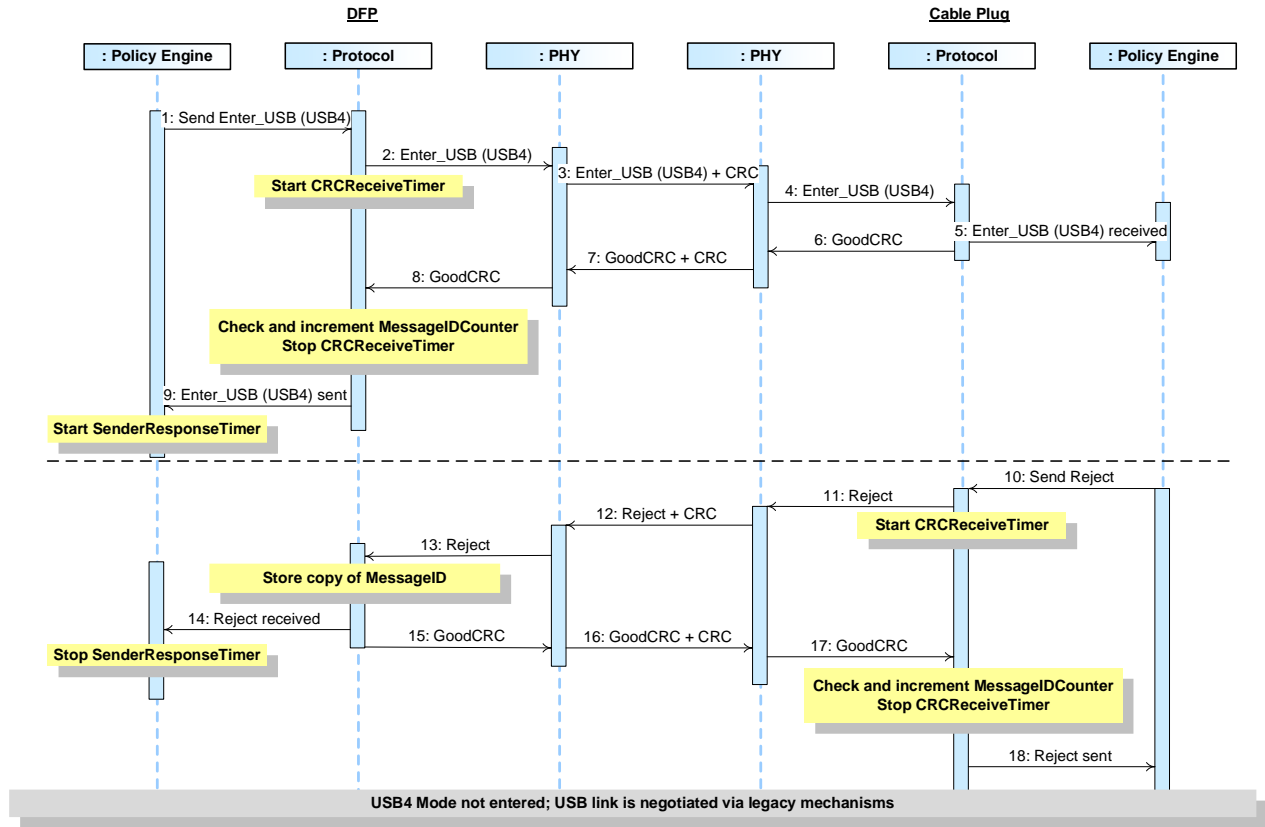 DFP
Cable Plug
: Policy Engine
: Protocol
: PHY
: PHY
: Protocol
: Policy Engine
1: Send Enter_USB (USB4)
2: Enter_USB (USB4)
3: Enter_USB (USB4) + CRC
Start CRCReceiveTimer
4: Enter_USB (USB4)
5: Enter_USB (USB4) received
6: GoodCRC
7: GoodCRC + CRC
8: GoodCRC
Check and increment MessageIDCounter
Stop CRCReceiveTimer
9: Enter_USB (USB4) sent
Start SenderResponseTimer
10: Send Reject
11: Reject
Start CRCReceiveTimer
12: Reject + CRC
13: Reject
Store copy of MessageID
14: Reject received
15: GoodCRC
16: GoodCRC + CRC
17: GoodCRC
Stop SenderResponseTimer
Check and increment MessageIDCounter
Stop CRCReceiveTimer
18: Reject sent
USB4 Mode not entered; USB link is negotiated via legacy mechanisms